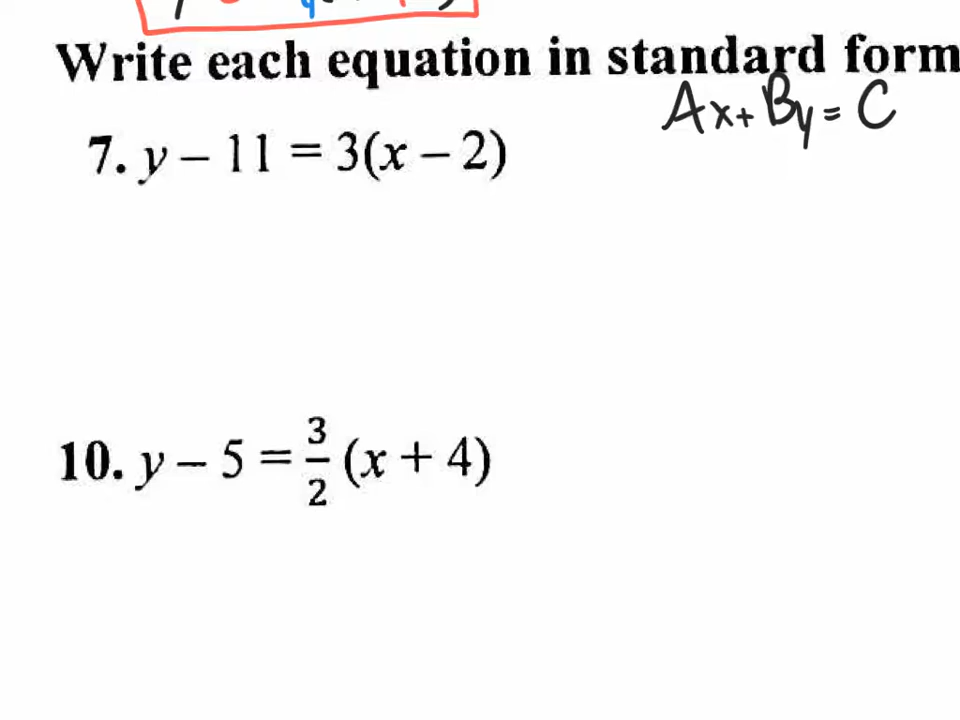 Write each equation in standard form
Ax + By = C
7. y – 11 = 3(x – 2)
10. y – 5 = 3/2 (x + 4)